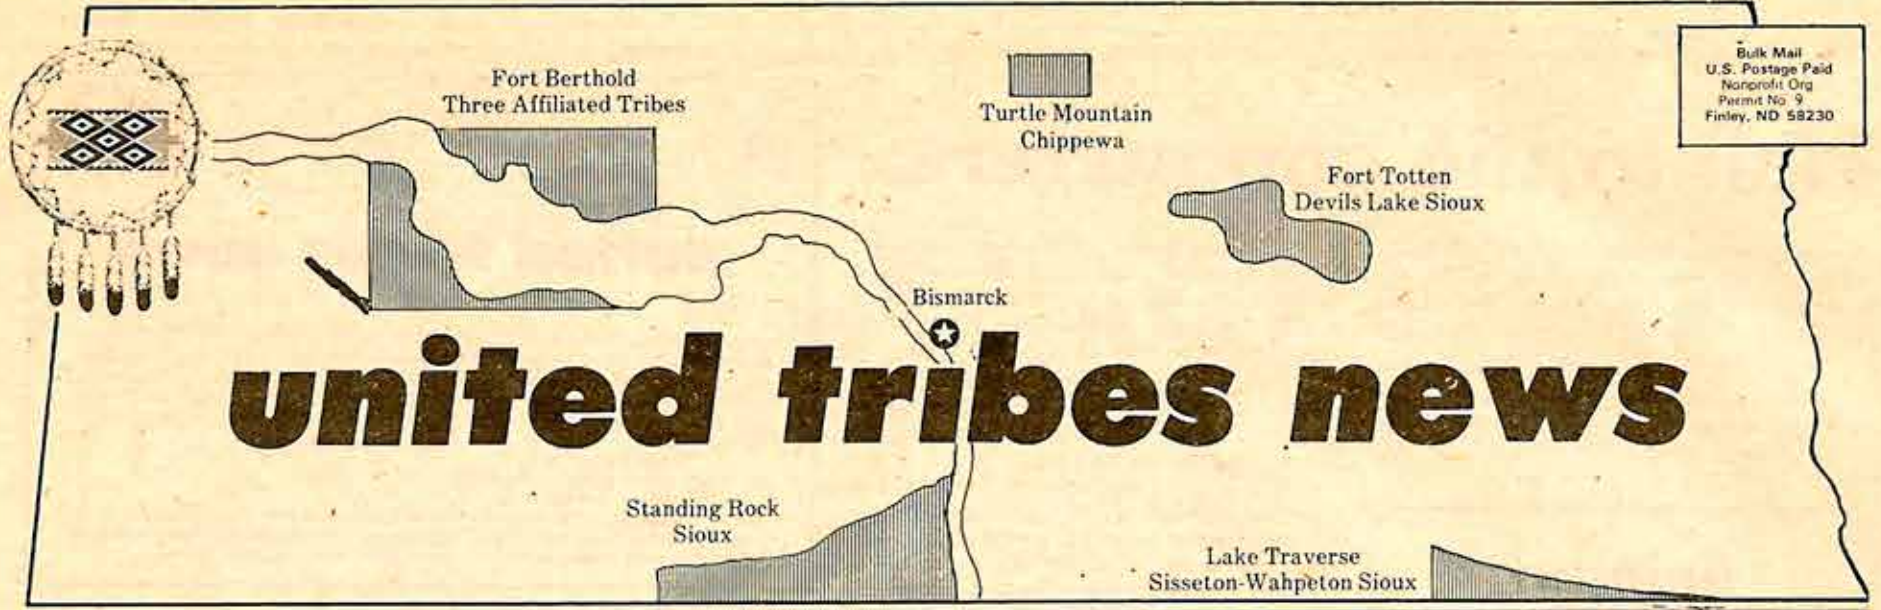 Bulk Mail
U.S. Postage Paid
Nonprofit Org
Permit No. 9
Finley, ND 58230
Fort Berthold
Three Affiliated Tribes
Turtle Mountain
Chippewa
Fort Totten
Devils Lake Sioux
Bismarck
united tribes news
Standing Rock
Sioux
Lake Traverse
Sisseton-Wahpeton Sioux